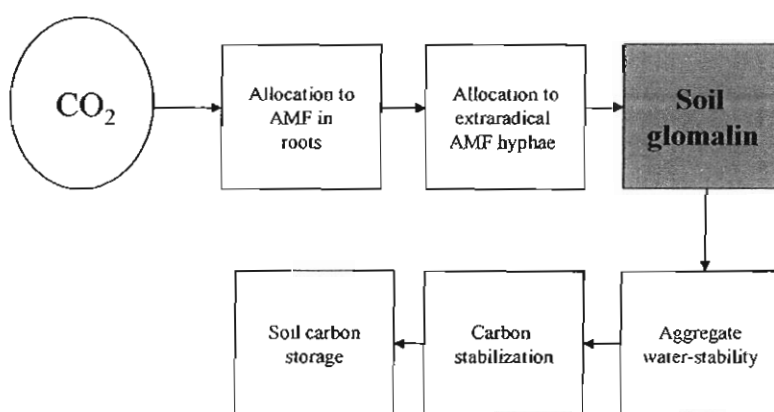 CO₂
Allocation to
AMF in
roots
Allocation to
extraradical
AMF hyphae
Soil
glomalin
Soil carbon
storage
Carbon
stabilization
Aggregate
water-stability